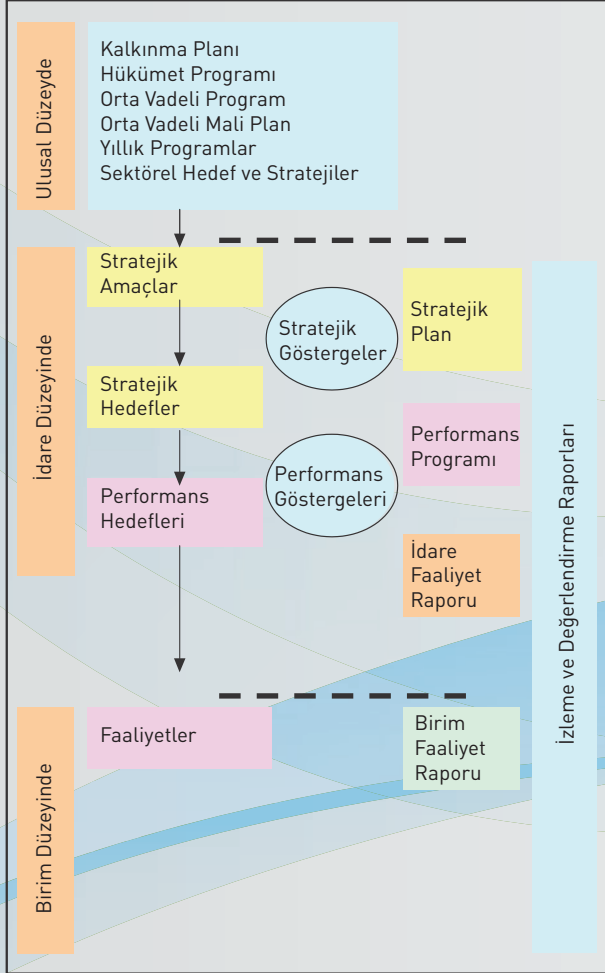 Ulusal Düzeyde
Kalkınma Planı
Hükümet Programı
Orta Vadeli Program
Orta Vadeli Mali Plan
Yıllık Programlar
Sektörel Hedef ve Stratejiler
İdare Düzeyinde
Stratejik
Amaçlar
Stratejik
Göstergeler
Stratejik
Plan
Stratejik
Hedefler
Performans
Programı
Performans
Göstergeleri
Performans
Hedefleri
İdare
Faaliyet
Raporu
İzleme ve Değerlendirme Raporları
Birim Düzeyinde
Faaliyetler
Birim
Faaliyet
Raporu